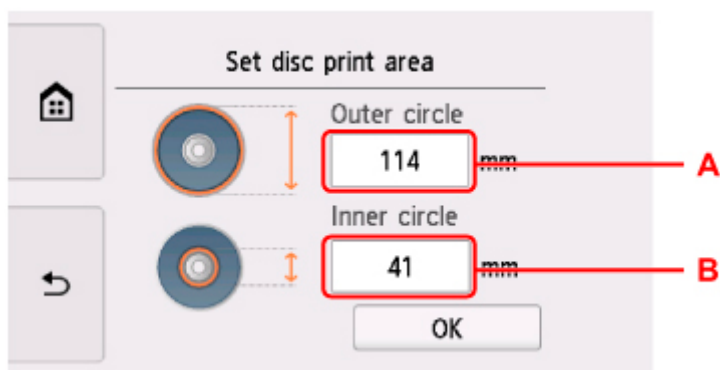 Set disc print area
Outer circle
114 mm
A
Inner circle
41 mm
B
OK